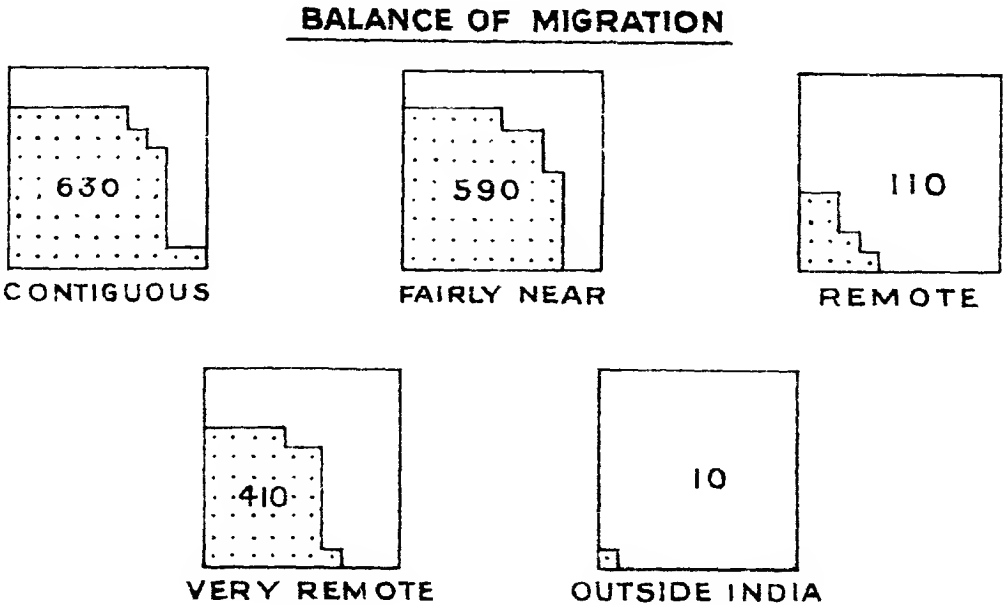 BALANCE OF MIGRATION
630
590
110
CONTIGUOUS
FAIRLY NEAR
REMOTE
410
10
VERY REMOTE
OUTSIDE INDIA